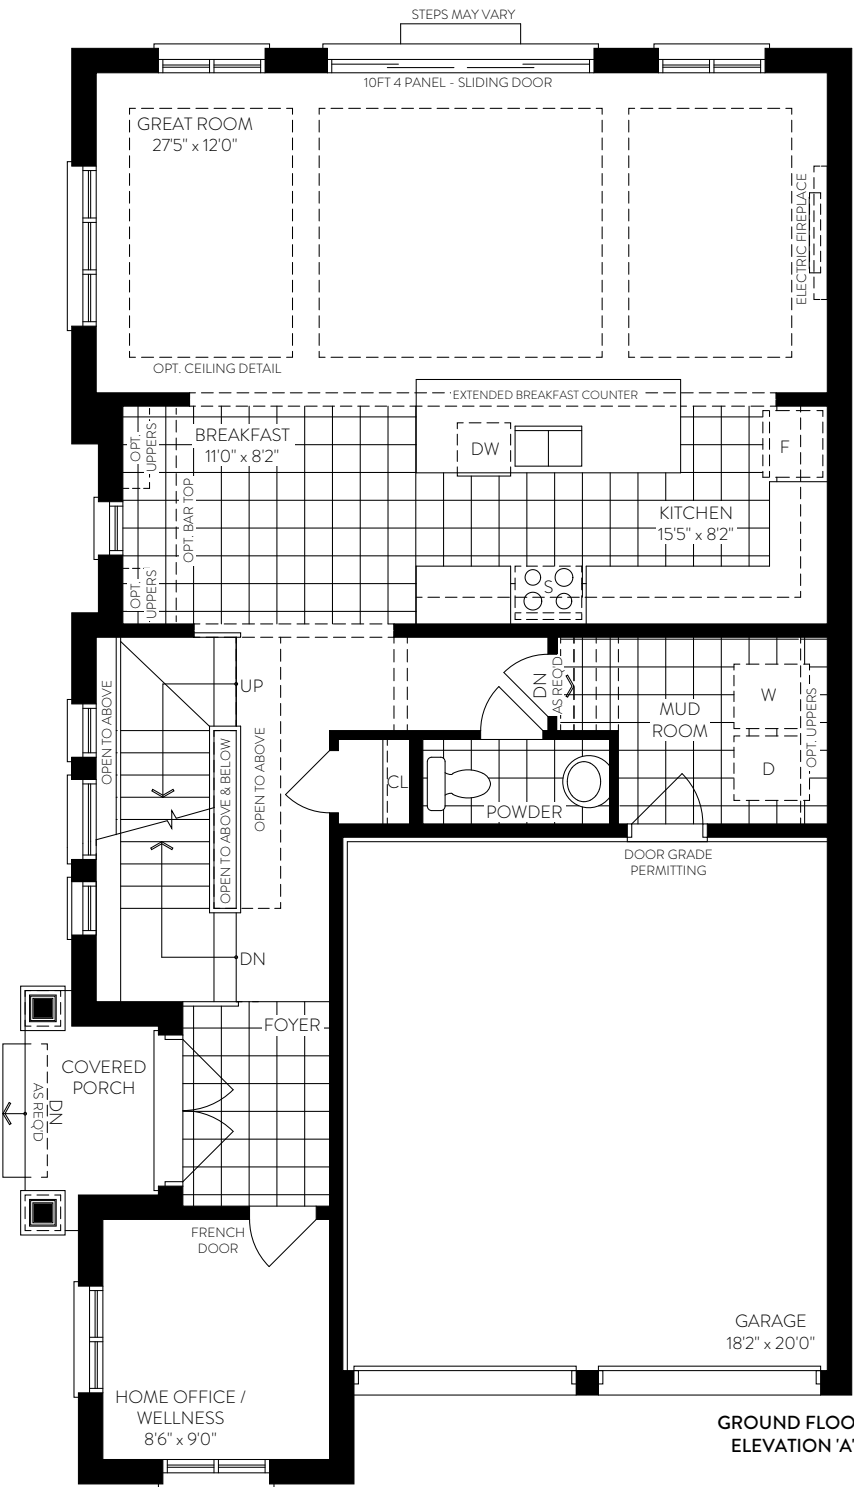 STEPS MAY VARY
10FT 4 PANEL - SLIDING DOOR
GREAT ROOM
27'5" x 12'0"
ELECTRIC FIREPLACE
OPT. CEILING DETAIL
EXTENDED BREAKFAST COUNTER
OPT.
UPPERS
BREAKFAST
11'0" x 8'2"
DW
F
OPT. BAR TOP
KITCHEN
15'5" x 8'2"
OPT.
UPPERS
S
OPEN TO ABOVE
UP
OPEN TO ABOVE
OPEN TO ABOVE & BELOW
DN
AS REQ'D
MUD
ROOM
W
D
OPT. UPPERS
CL
POWDER
DOOR GRADE
PERMITTING
DN
FOYER
COVERED
PORCH
DN
AS REQ'D
FRENCH
DOOR
GARAGE
18'2" x 20'0"
HOME OFFICE /
WELLNESS
8'6" x 9'0"
GROUND FLOO
ELEVATION 'A'